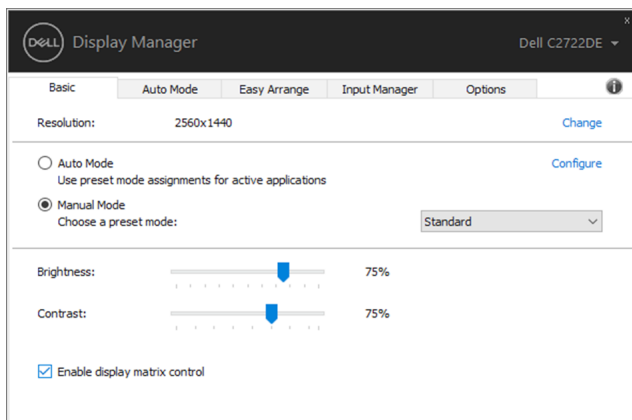 DELL Display Manager Dell C2722DE
x
Basic Auto Mode Easy Arrange Input Manager Options i
Resolution: 2560x1440 Change
Auto Mode Configure
Use preset mode assignments for active applications
Manual Mode
Choose a preset mode: Standard
Brightness: 75%
Contrast: 75%
Enable display matrix control